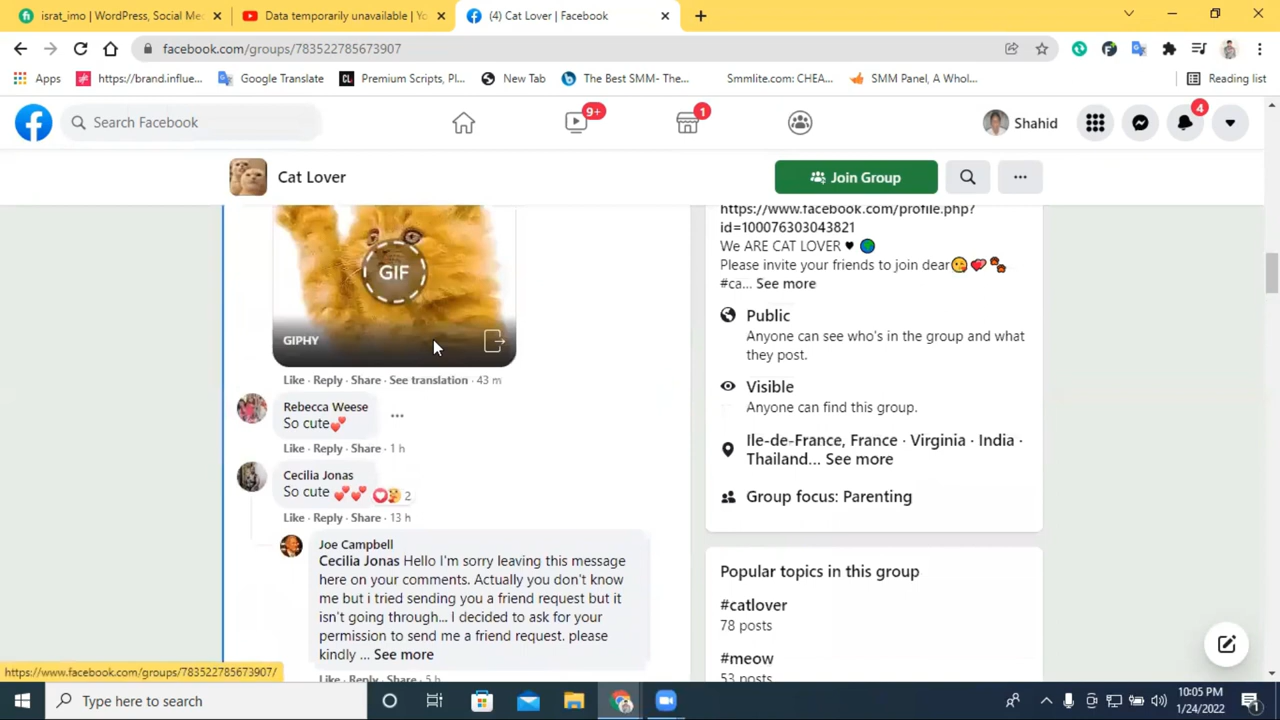 israt_imo | WordPress, Social Me
Data temporarily unavailable | Yo
(4) Cat Lover | Facebook
facebook.com/groups/783522785673907
Apps
https://brand.influe...
Google Translate
Premium Scripts, Pl...
New Tab
The Best SMM- The...
Smmlite.com: CHEA...
SMM Panel, A Whol...
Reading list
Search Facebook
9+
1
Shahid
4
Cat Lover
Join Group
GIF
GIPHY
Like · Reply · Share · See translation · 43 m
Rebecca Weese
So cute💕
Like · Reply · Share · 1 h
Cecilia Jonas
So cute 💕💕
2
Like · Reply · Share · 13 h
Joe Campbell
Cecilia Jonas Hello I'm sorry leaving this message
here on your comments. Actually you don't know
me but i tried sending you a friend request but it
isn't going through... I decided to ask for your
permission to send me a friend request. please
kindly ... See more
Like · Reply · Share · 5 h
https://www.facebook.com/profile.php?
id=100076303043821
We ARE CAT LOVER ♥ 🌍
Please invite your friends to join dear😘💞🐾
#ca... See more
Public
Anyone can see who's in the group and what
they post.
Visible
Anyone can find this group.
Ile-de-France, France · Virginia · India ·
Thailand... See more
Group focus: Parenting
Popular topics in this group
#catlover
78 posts
#meow
53 posts
https://www.facebook.com/groups/783522785673907/
Type here to search
10:05 PM
1/24/2022
1